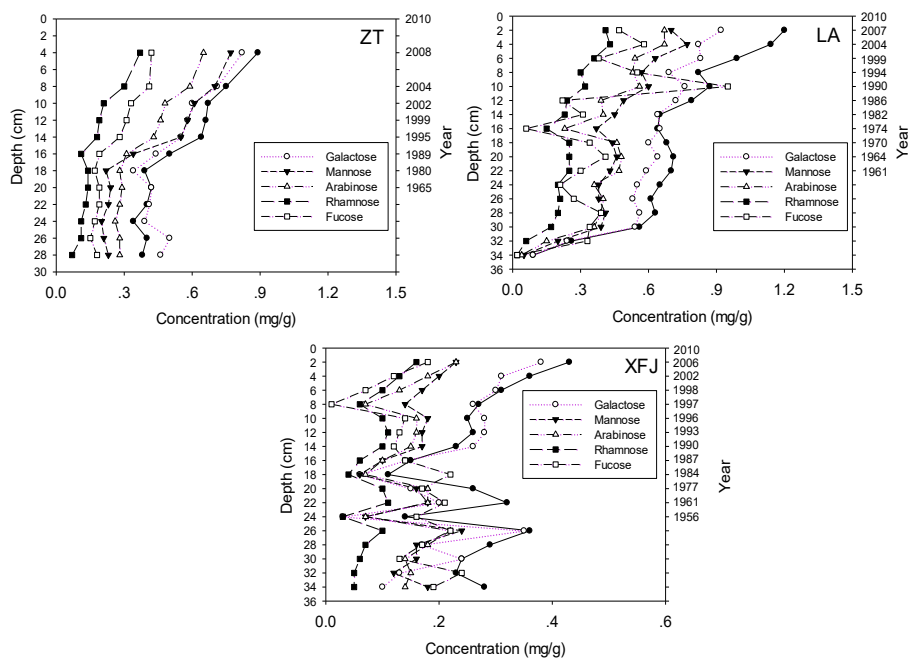 ZT
Depth (cm)
0
2
4
6
8
10
12
14
16
18
20
22
24
26
28
30
2010
2008
2004
2002
1999
1995
1989
1980
1965
Year
Galactose
Mannose
Arabinose
Rhamnose
Fucose
0.0 .3 .6 .9 1.2 1.5
Concentration (mg/g)
LA
Depth (cm)
0
2
4
6
8
10
12
14
16
18
20
22
24
26
28
30
32
34
36
2010
2007
2004
1999
1994
1990
1986
1982
1974
1970
1964
1961
Year
Galactose
Mannose
Arabinose
Rhamnose
Fucose
0.0 .3 .6 .9 1.2 1.5
Concentration (mg/g)
XFJ
Depth (cm)
0
2
4
6
8
10
12
14
16
18
20
22
24
26
28
30
32
34
36
2010
2006
2002
1998
1997
1996
1993
1990
1987
1984
1977
1961
1956
Year
Galactose
Mannose
Arabinose
Rhamnose
Fucose
0.0 .2 .4 .6
Concentration (mg/g)